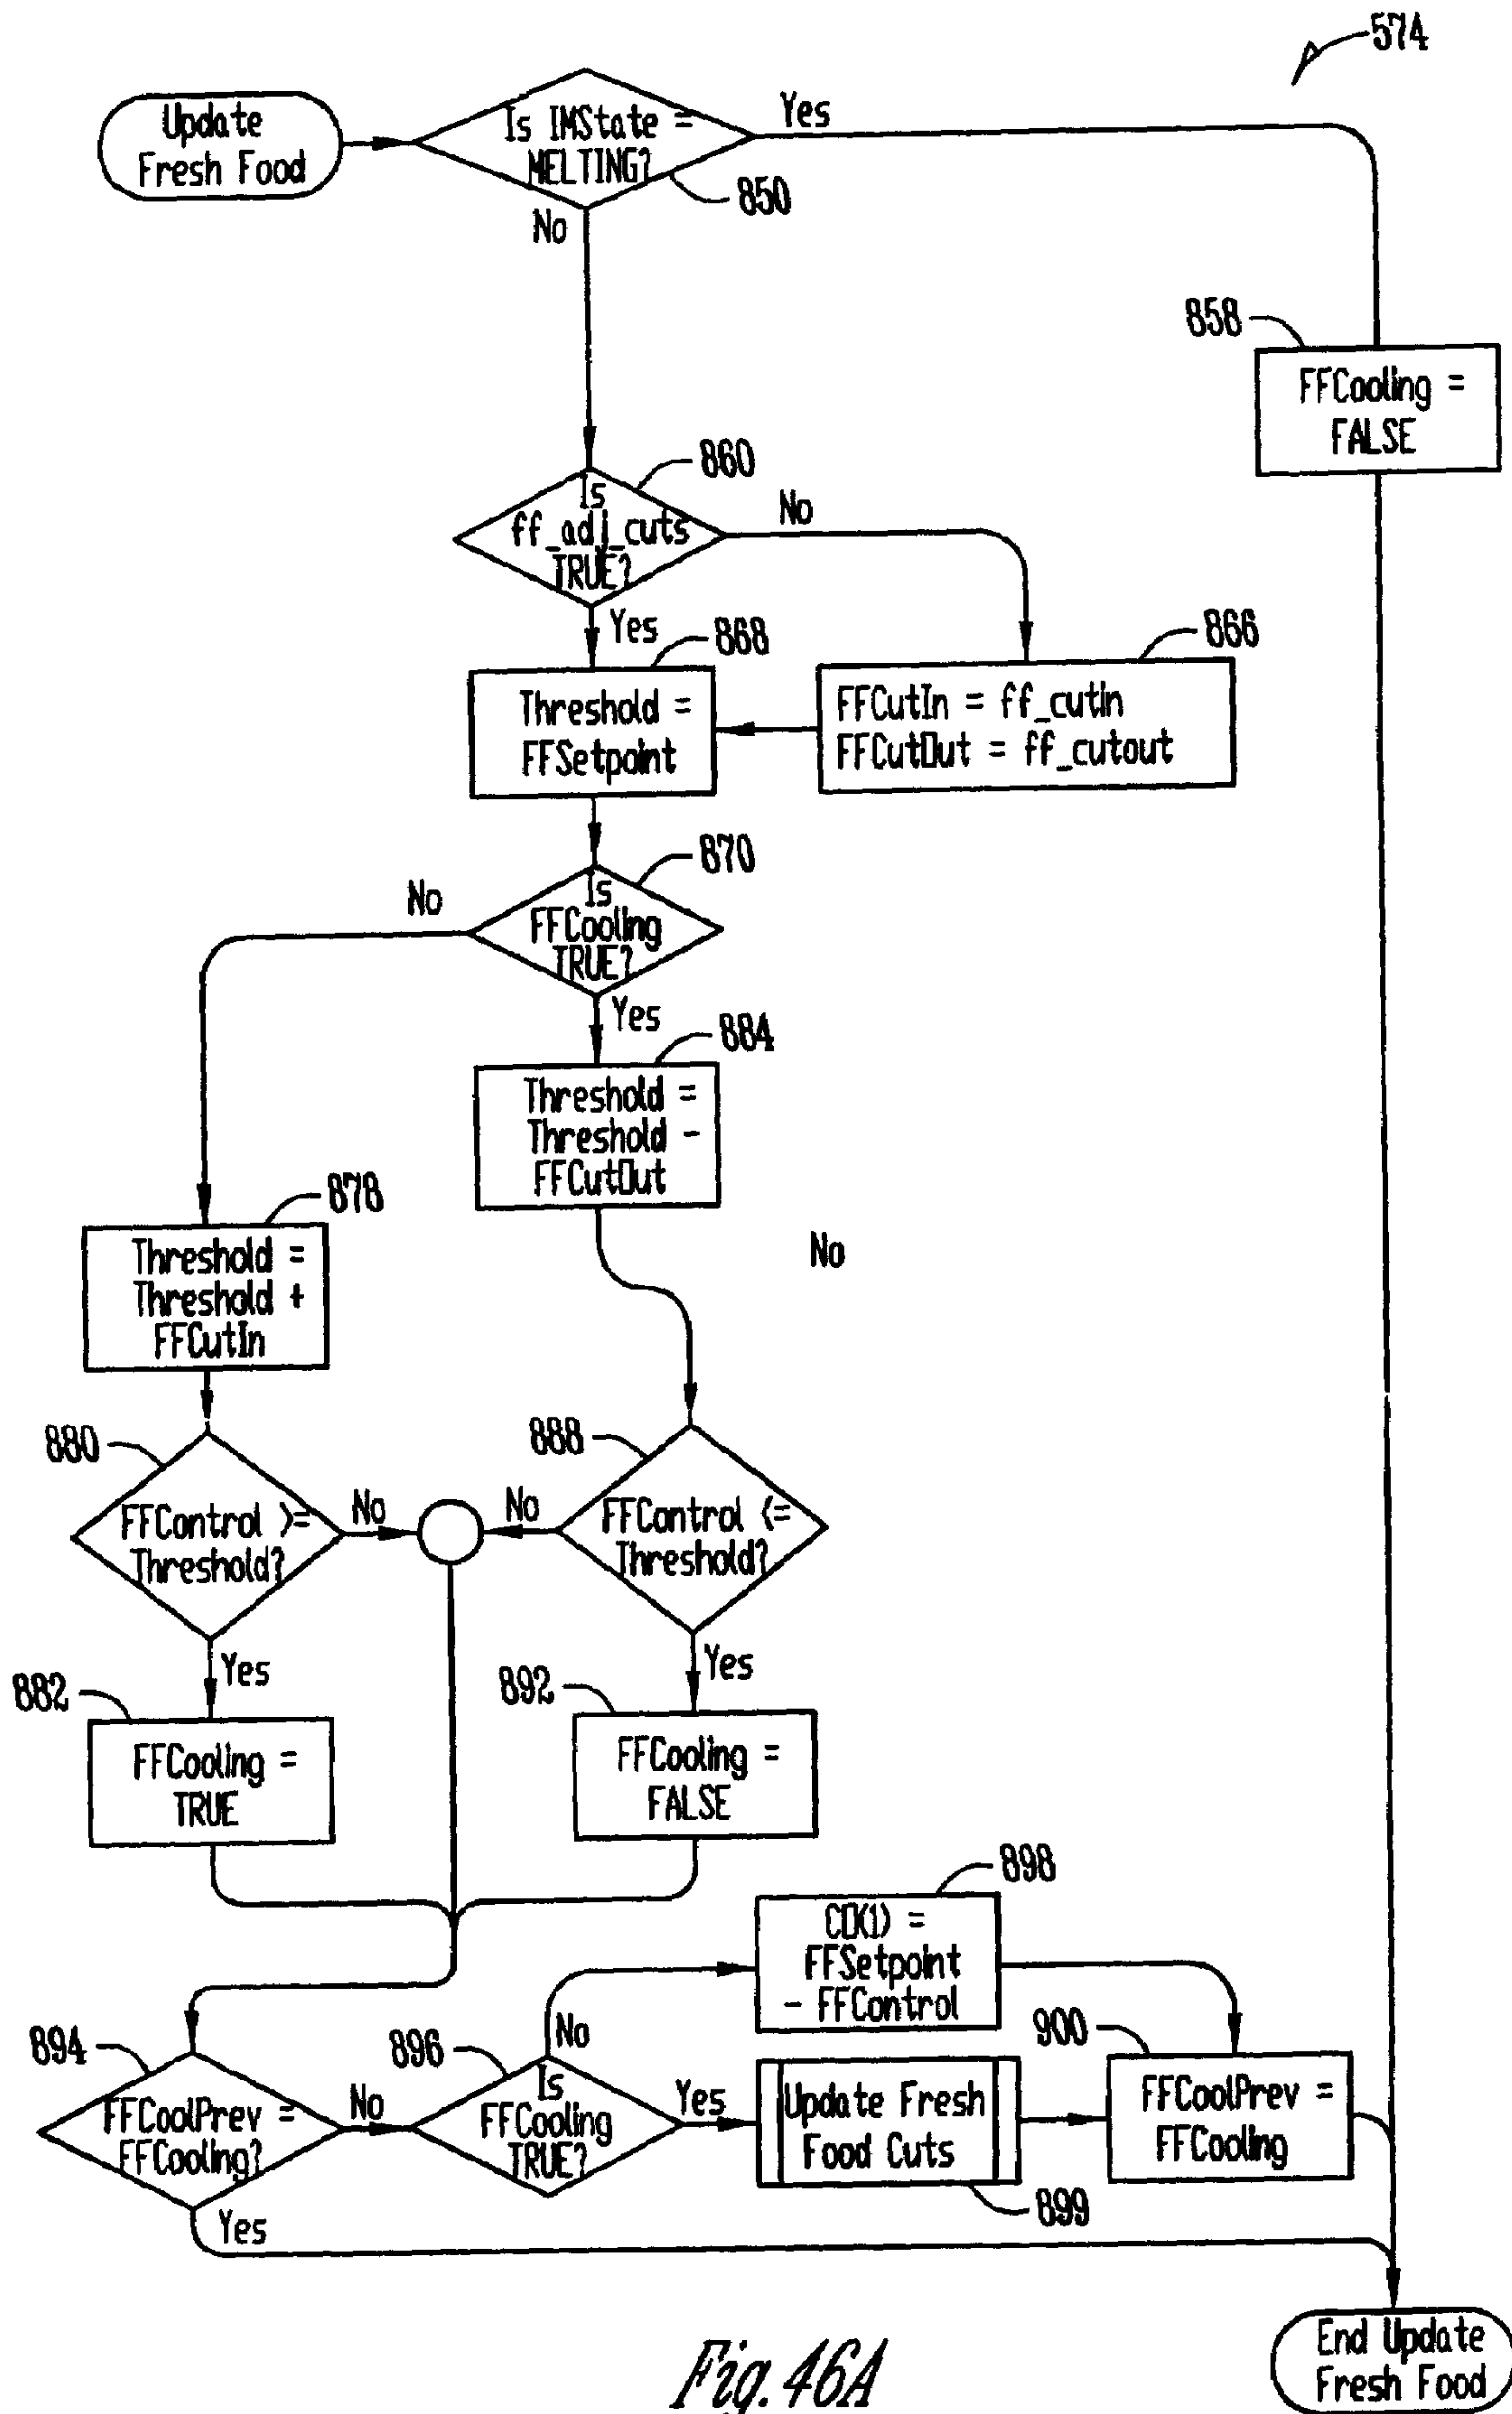 574
Update
Fresh Food
Is IMState =
MELTING?
Yes
850
No
858
FFCooling =
FALSE
860
Is
ff_adj_cuts
TRUE?
No
Yes
868
866
Threshold =
FFSetpoint
FFCutIn = ff_cutin
FFCutOut = ff_cutout
870
Is
FFCooling
TRUE?
No
Yes
884
Threshold =
Threshold -
FFCutOut
878
Threshold =
Threshold +
FFCutIn
No
880
FFControl >=
Threshold?
No
888
FFControl <=
Threshold?
No
Yes
Yes
882
FFCooling =
TRUE
892
FFCooling =
FALSE
898
CO(1) =
FFSetpoint
- FFControl
894
FFCoolPrev =
FFCooling?
No
896
Is
FFCooling
TRUE?
No
Yes
Update Fresh
Food Cuts
899
900
FFCoolPrev =
FFCooling
Yes
End Update
Fresh Food
Fig. 46A